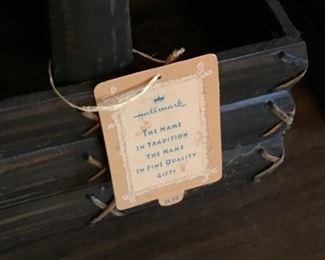 Hallmark
THE NAME
IN TRADITION
THE NAME
IN FINE QUALITY
GIFTS